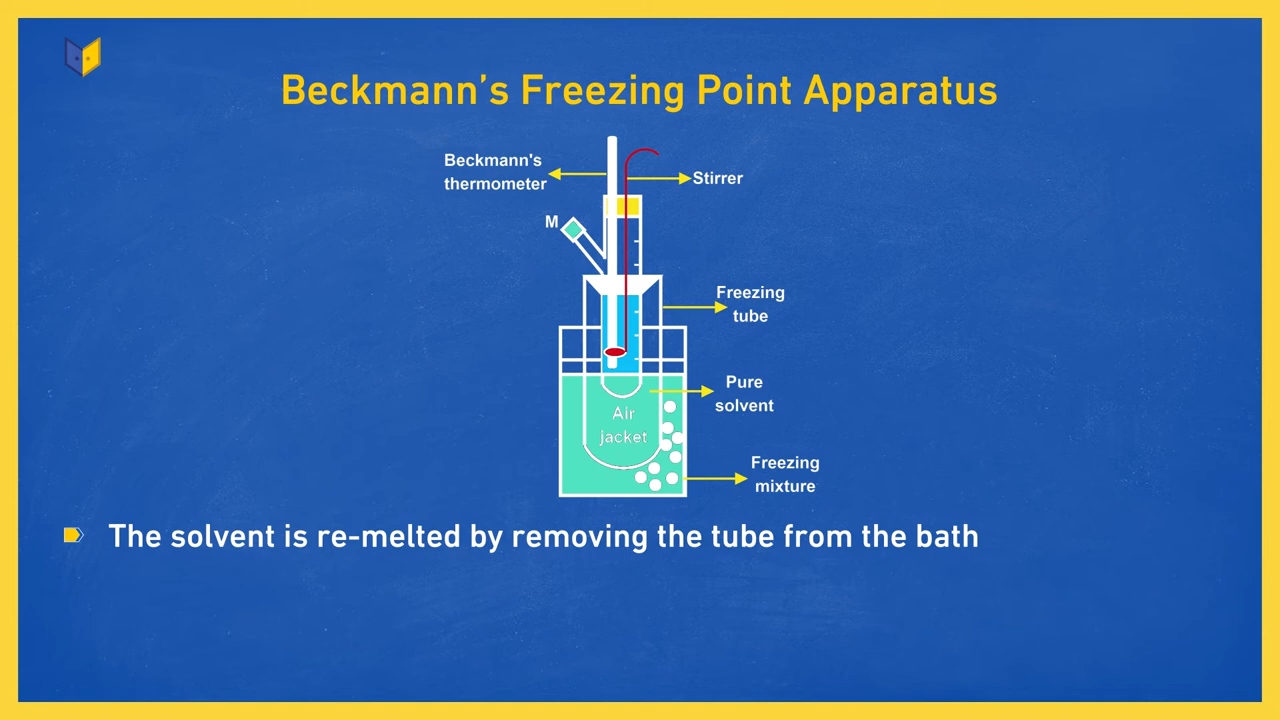 Beckmann’s Freezing Point Apparatus
Beckmann's
thermometer
Stirrer
M
Freezing
tube
Pure
solvent
Air
jacket
Freezing
mixture
The solvent is re-melted by removing the tube from the bath